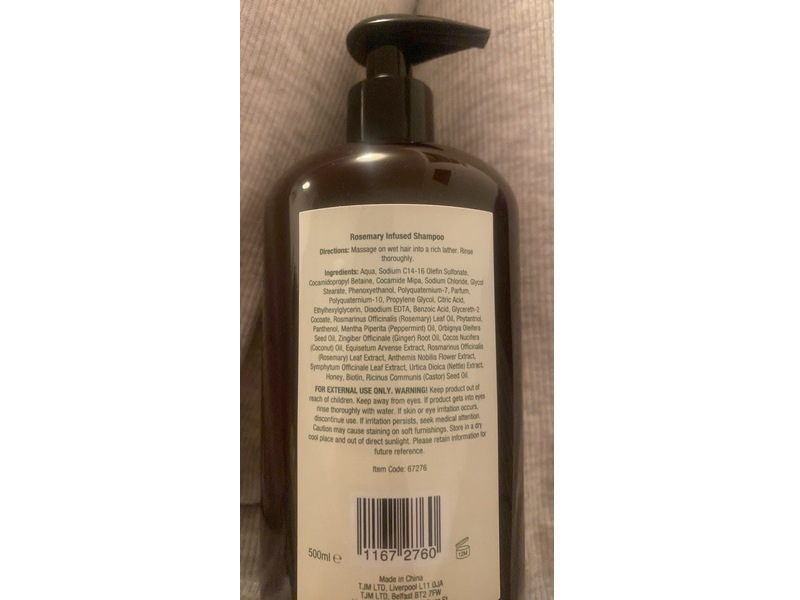 Rosemary Infused Shampoo
Directions: Massage on wet hair into a rich lather. Rinse
thoroughly.
Ingredients: Aqua, Sodium C14-16 Olefin Sulfonate,
Cocamidopropyl Betaine, Cocamide Mipa, Sodium Chloride, Glycol
Stearate, Phenoxyethanol, Polyquaternium-7, Parfum,
Polyquaternium-10, Propylene Glycol, Citric Acid,
Ethylhexylglycerin, Disodium EDTA, Benzoic Acid, Glycereth-2
Cocoate, Rosmarinus Officinalis (Rosemary) Leaf Oil, Phytantriol,
Panthenol, Mentha Piperita (Peppermint) Oil, Orbignya Oleifera
Seed Oil, Zingiber Officinale (Ginger) Root Oil, Cocos Nucifera
(Coconut) Oil, Equisetum Arvense Extract, Rosmarinus Officinalis
(Rosemary) Leaf Extract, Anthemis Nobilis Flower Extract,
Symphytum Officinale Leaf Extract, Urtica Dioica (Nettle) Extract,
Honey, Biotin, Ricinus Communis (Castor) Seed Oil.
FOR EXTERNAL USE ONLY. WARNING! Keep product out of
reach of children. Keep away from eyes. If product gets into eyes
rinse thoroughly with water. If skin or eye irritation occurs,
discontinue use. If irritation persists, seek medical attention.
Caution may cause staining on soft furnishings. Store in a dry
cool place and out of direct sunlight. Please retain information for
future reference.
Item Code: 67276
500ml e
1167 2760
12M
Made in China
TJM LTD, Liverpool L11 0JA
TJM LTD, Belfast BT2 7FW